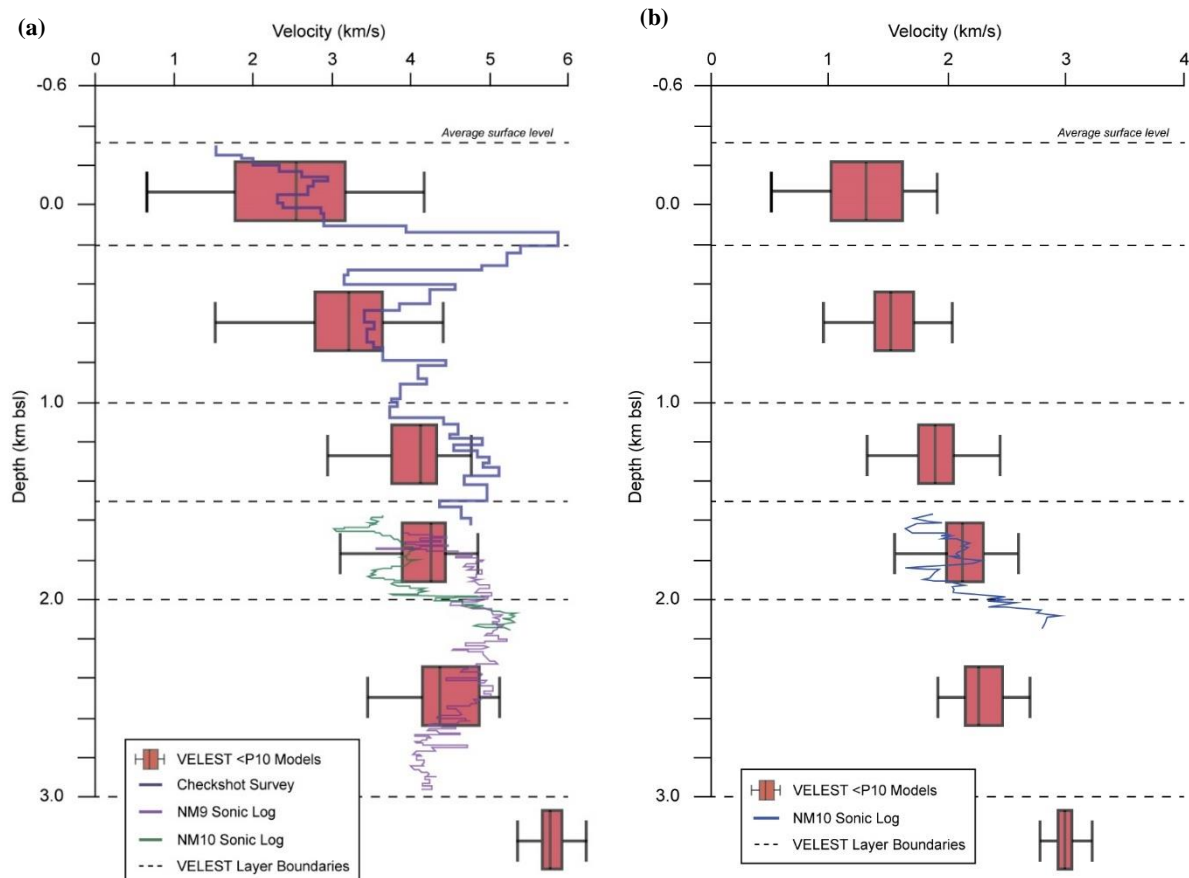 (a)
Velocity (km/s)
0 1 2 3 4 5 6
-0.6
Average surface level
0.0
1.0
Depth (km bsl)
2.0
3.0
VELEST <P10 Models
Checkshot Survey
NM9 Sonic Log
NM10 Sonic Log
VELEST Layer Boundaries
(b)
Velocity (km/s)
0 1 2 3 4
-0.6
Average surface level
0.0
1.0
Depth (km bsl)
2.0
3.0
VELEST <P10 Models
NM10 Sonic Log
VELEST Layer Boundaries